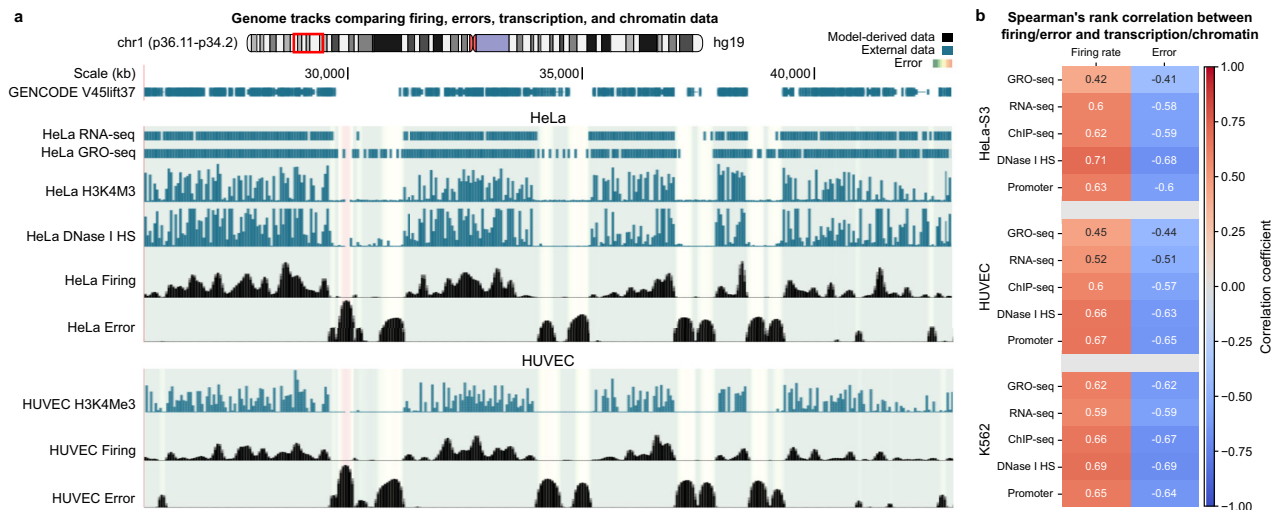 a
Genome tracks comparing firing, errors, transcription, and chromatin data
chr1 (p36.11-p34.2)
hg19
Model-derived data
External data
Error
Scale (kb)
30,000
35,000
40,000
GENCODE V45lift37
HeLa
HeLa RNA-seq
HeLa GRO-seq
HeLa H3K4M3
HeLa DNase I HS
HeLa Firing
HeLa Error
HUVEC
HUVEC H3K4Me3
HUVEC Firing
HUVEC Error
b
Spearman's rank correlation between
firing/error and transcription/chromatin
Firing rate Error
HeLa-S3
GRO-seq 0.42 -0.41
RNA-seq 0.6 -0.58
ChIP-seq 0.62 -0.59
DNase I HS 0.71 -0.68
Promoter 0.63 -0.6
HUVEC
GRO-seq 0.45 -0.44
RNA-seq 0.52 -0.51
ChIP-seq 0.6 -0.57
DNase I HS 0.66 -0.63
Promoter 0.67 -0.65
K562
GRO-seq 0.62 -0.62
RNA-seq 0.59 -0.59
ChIP-seq 0.66 -0.67
DNase I HS 0.69 -0.69
Promoter 0.65 -0.64
1.00
0.75
0.50
0.25
0.00
−0.25
−0.50
−0.75
−1.00
Correlation coefficient